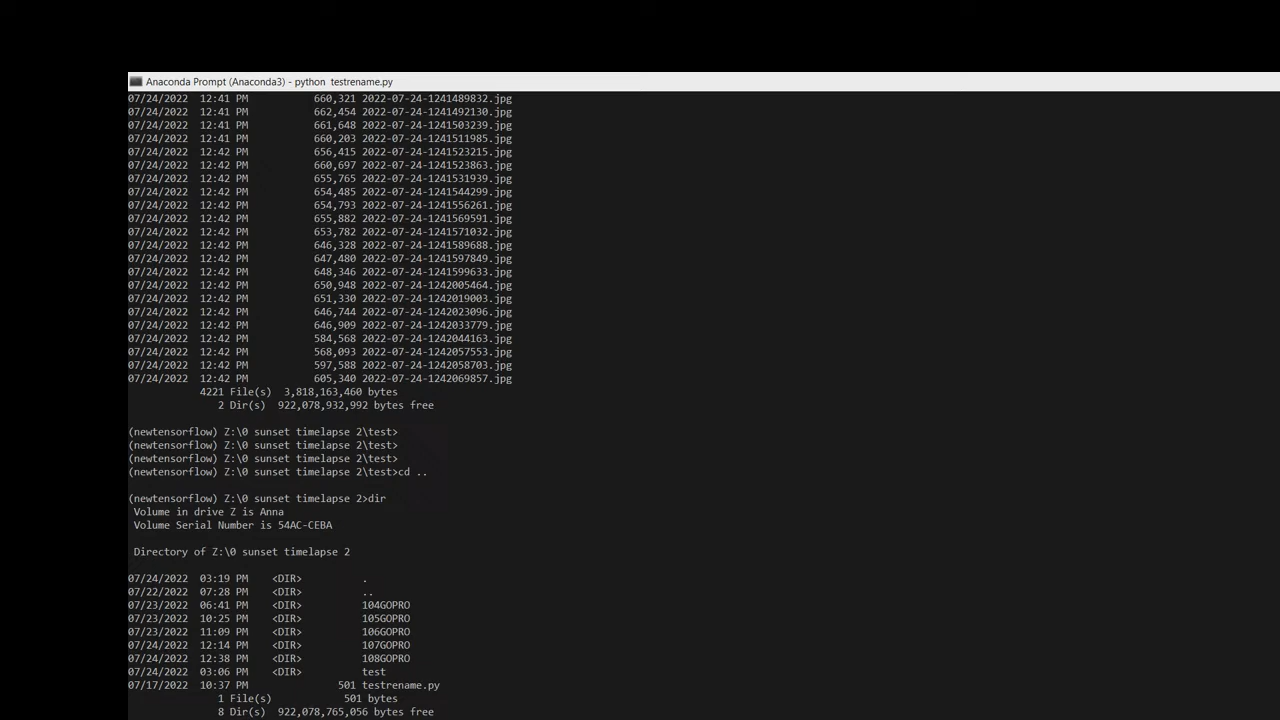 Anaconda Prompt (Anaconda3) - python  testrename.py
07/24/2022  12:41 PM           660,321 2022-07-24-1241489832.jpg
07/24/2022  12:41 PM           662,454 2022-07-24-1241492130.jpg
07/24/2022  12:41 PM           661,648 2022-07-24-1241503239.jpg
07/24/2022  12:41 PM           660,203 2022-07-24-1241511985.jpg
07/24/2022  12:42 PM           656,415 2022-07-24-1241523215.jpg
07/24/2022  12:42 PM           660,697 2022-07-24-1241523863.jpg
07/24/2022  12:42 PM           655,765 2022-07-24-1241531939.jpg
07/24/2022  12:42 PM           654,485 2022-07-24-1241544299.jpg
07/24/2022  12:42 PM           654,793 2022-07-24-1241556261.jpg
07/24/2022  12:42 PM           655,882 2022-07-24-1241569591.jpg
07/24/2022  12:42 PM           653,782 2022-07-24-1241571032.jpg
07/24/2022  12:42 PM           646,328 2022-07-24-1241589688.jpg
07/24/2022  12:42 PM           647,480 2022-07-24-1241597849.jpg
07/24/2022  12:42 PM           648,346 2022-07-24-1241599633.jpg
07/24/2022  12:42 PM           650,948 2022-07-24-1242005464.jpg
07/24/2022  12:42 PM           651,330 2022-07-24-1242019003.jpg
07/24/2022  12:42 PM           646,744 2022-07-24-1242023096.jpg
07/24/2022  12:42 PM           646,909 2022-07-24-1242033779.jpg
07/24/2022  12:42 PM           584,568 2022-07-24-1242044163.jpg
07/24/2022  12:42 PM           568,093 2022-07-24-1242057553.jpg
07/24/2022  12:42 PM           597,588 2022-07-24-1242058703.jpg
07/24/2022  12:42 PM           605,340 2022-07-24-1242069857.jpg
4221 File(s)  3,818,163,460 bytes
2 Dir(s)  922,078,932,992 bytes free
(newtensorflow) Z:\0 sunset timelapse 2\test>
(newtensorflow) Z:\0 sunset timelapse 2\test>
(newtensorflow) Z:\0 sunset timelapse 2\test>
(newtensorflow) Z:\0 sunset timelapse 2\test>cd ..
(newtensorflow) Z:\0 sunset timelapse 2>dir
Volume in drive Z is Anna
Volume Serial Number is 54AC-CEBA
Directory of Z:\0 sunset timelapse 2
07/24/2022  03:19 PM    <DIR>          .
07/22/2022  07:28 PM    <DIR>          ..
07/23/2022  06:41 PM    <DIR>          104GOPRO
07/23/2022  10:25 PM    <DIR>          105GOPRO
07/23/2022  11:09 PM    <DIR>          106GOPRO
07/24/2022  12:14 PM    <DIR>          107GOPRO
07/24/2022  12:38 PM    <DIR>          108GOPRO
07/24/2022  03:06 PM    <DIR>          test
07/17/2022  10:37 PM               501 testrename.py
1 File(s)            501 bytes
8 Dir(s)  922,078,765,056 bytes free